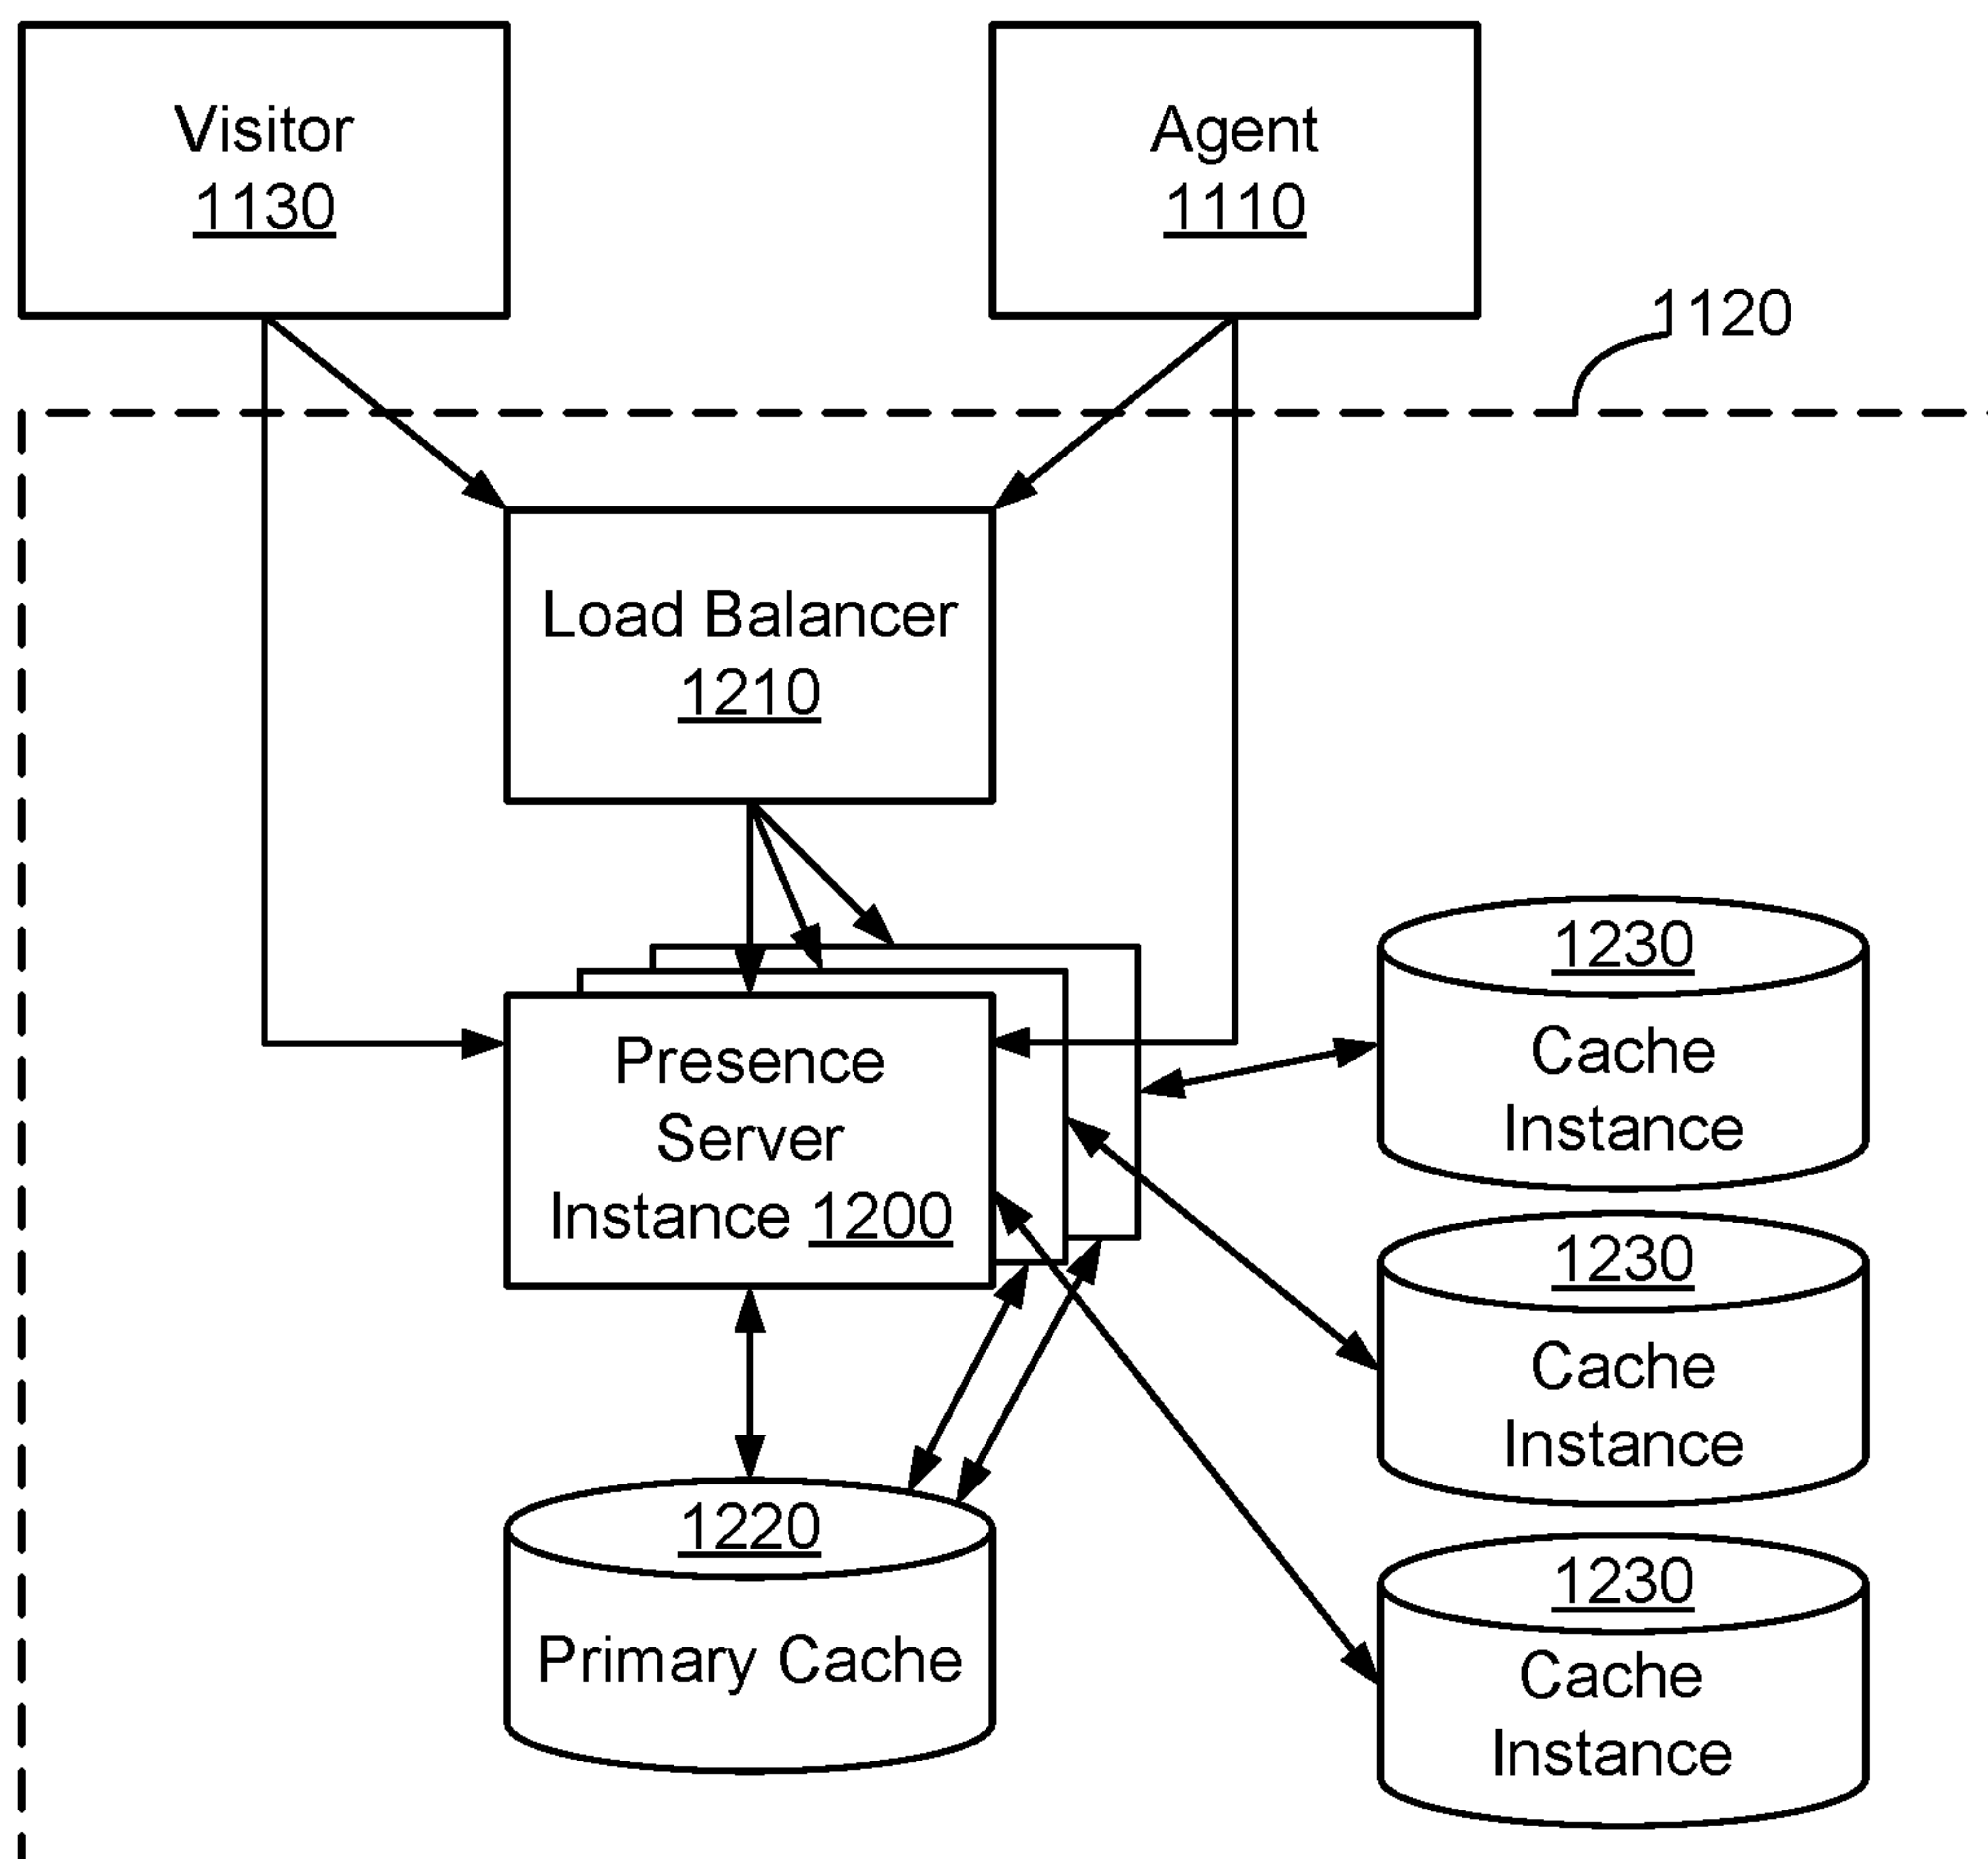 Visitor
1130
Agent
1110
1120
Load Balancer
1210
Presence
Server
Instance 1200
1230
Cache
Instance
1230
Cache
Instance
1230
Cache
Instance
1220
Primary Cache